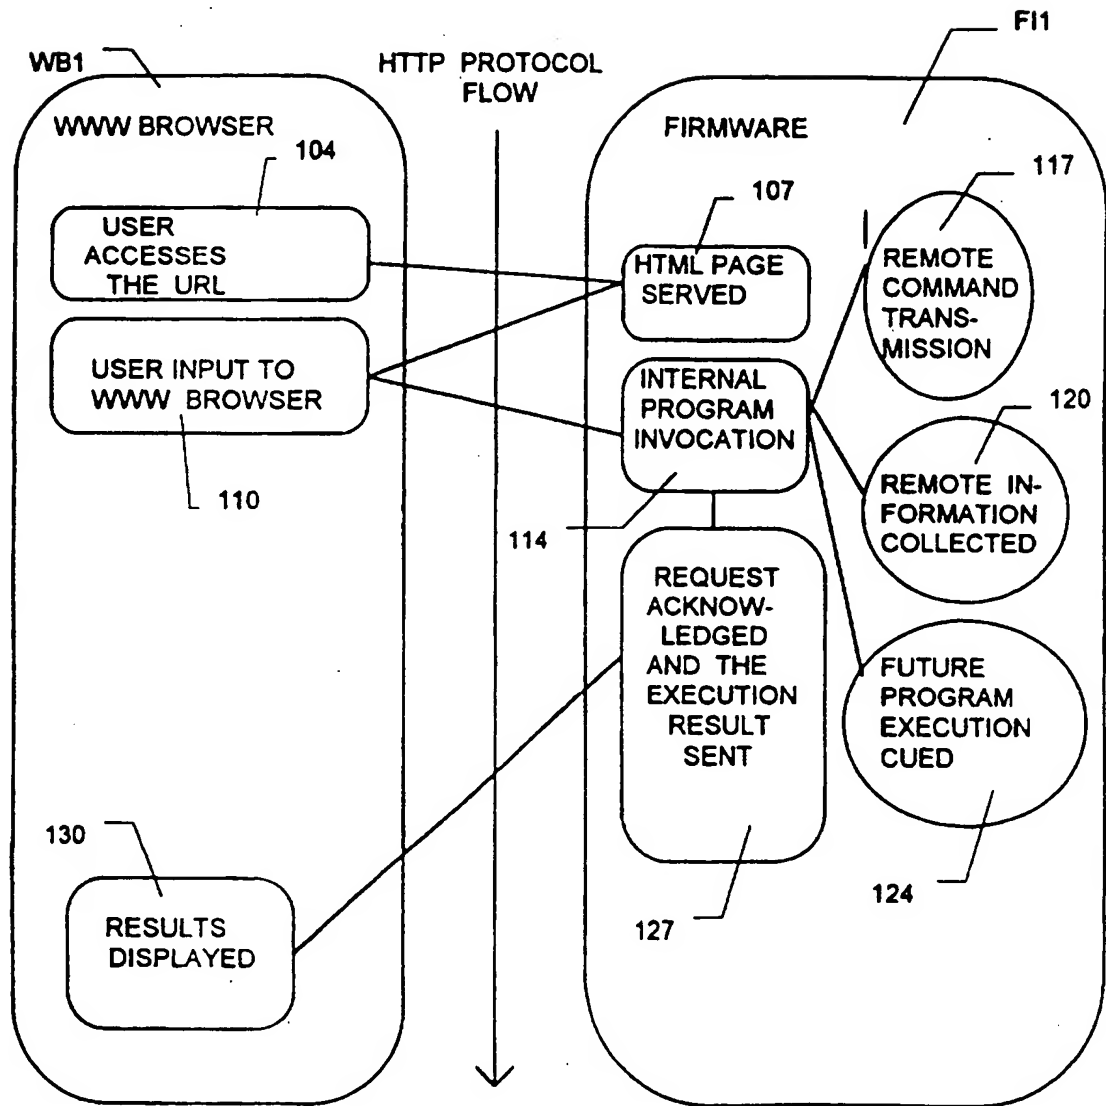 FI1
WB1
HTTP PROTOCOL
FLOW
WWW BROWSER
FIRMWARE
104
117
107
USER
ACCESSES
THE URL
HTML PAGE
SERVED
REMOTE
COMMAND
TRANS-
MISSION
USER INPUT TO
WWW BROWSER
110
INTERNAL
PROGRAM
INVOCATION
114
120
REMOTE IN-
FORMATION
COLLECTED
REQUEST
ACKNOW-
LEDGED
AND THE
EXECUTION
RESULT
SENT
FUTURE
PROGRAM
EXECUTION
CUED
130
127
124
RESULTS
DISPLAYED